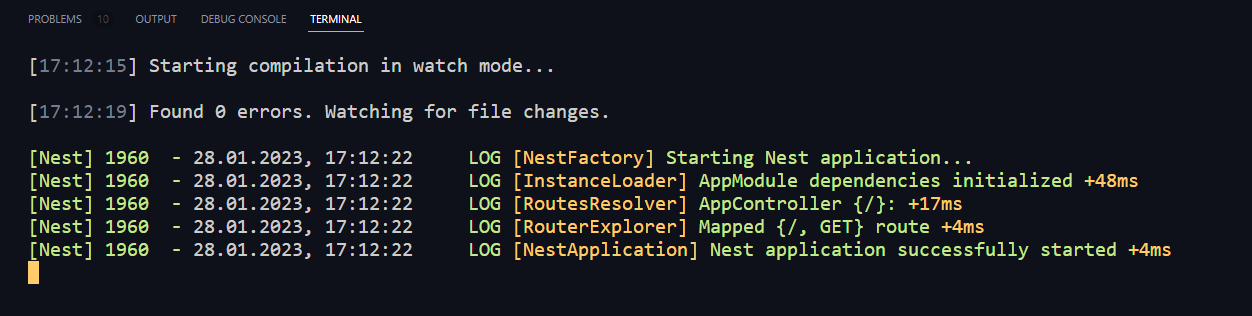 PROBLEMS 10 OUTPUT DEBUG CONSOLE TERMINAL
[17:12:15] Starting compilation in watch mode...
[17:12:19] Found 0 errors. Watching for file changes.
[Nest] 1960  - 28.01.2023, 17:12:22     LOG [NestFactory] Starting Nest application...
[Nest] 1960  - 28.01.2023, 17:12:22     LOG [InstanceLoader] AppModule dependencies initialized +48ms
[Nest] 1960  - 28.01.2023, 17:12:22     LOG [RoutesResolver] AppController {/}: +17ms
[Nest] 1960  - 28.01.2023, 17:12:22     LOG [RouterExplorer] Mapped {/, GET} route +4ms
[Nest] 1960  - 28.01.2023, 17:12:22     LOG [NestApplication] Nest application successfully started +4ms